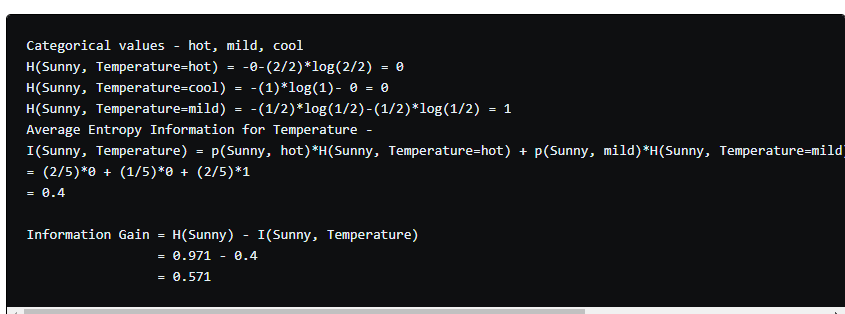 Categorical values - hot, mild, cool
H(Sunny, Temperature=hot) = -0-(2/2)*log(2/2) = 0
H(Sunny, Temperature=cool) = -(1)*log(1)- 0 = 0
H(Sunny, Temperature=mild) = -(1/2)*log(1/2)-(1/2)*log(1/2) = 1
Average Entropy Information for Temperature -
I(Sunny, Temperature) = p(Sunny, hot)*H(Sunny, Temperature=hot) + p(Sunny, mild)*H(Sunny, Temperature=mild)
= (2/5)*0 + (1/5)*0 + (2/5)*1
= 0.4
Information Gain = H(Sunny) - I(Sunny, Temperature)
= 0.971 - 0.4
= 0.571